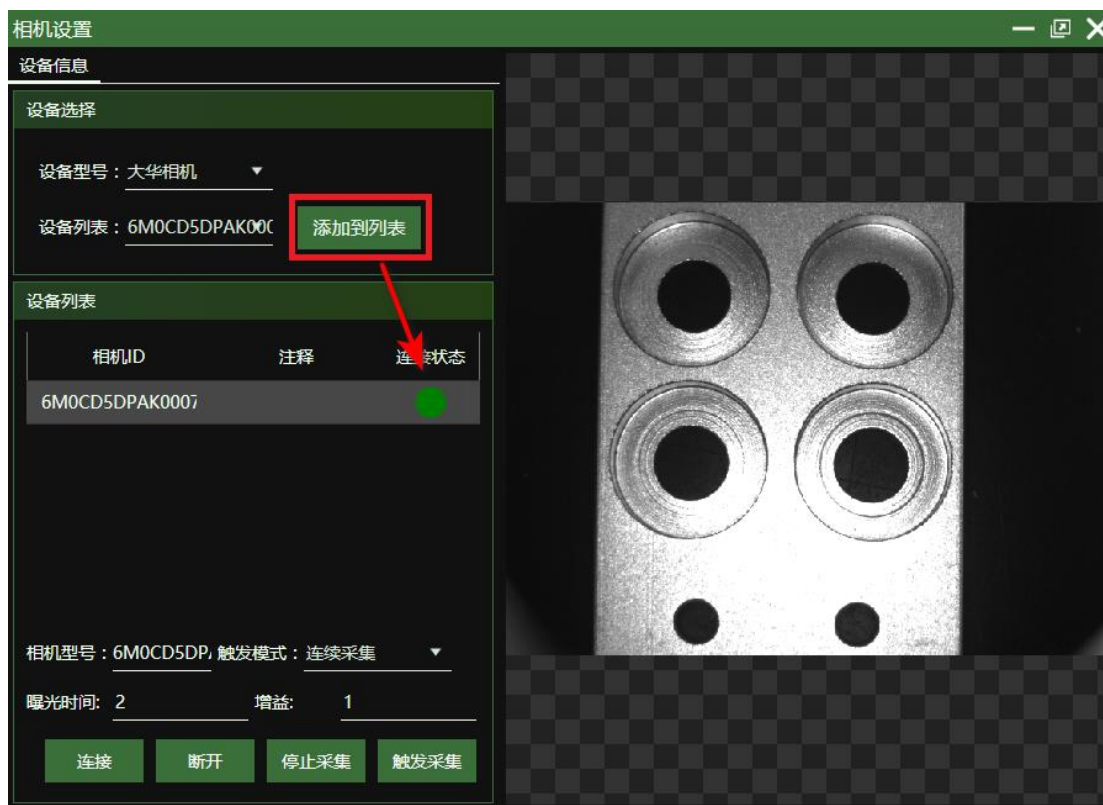 相机设置
设备信息
设备选择
设备型号：大华相机
设备列表：6M0CD5DPAK000 添加到列表
设备列表
相机ID 注释 连接状态
6M0CD5DPAK0007
相机型号：6M0CD5DP 触发模式：连续采集
曝光时间: 2 增益: 1
连接 断开 停止采集 触发采集